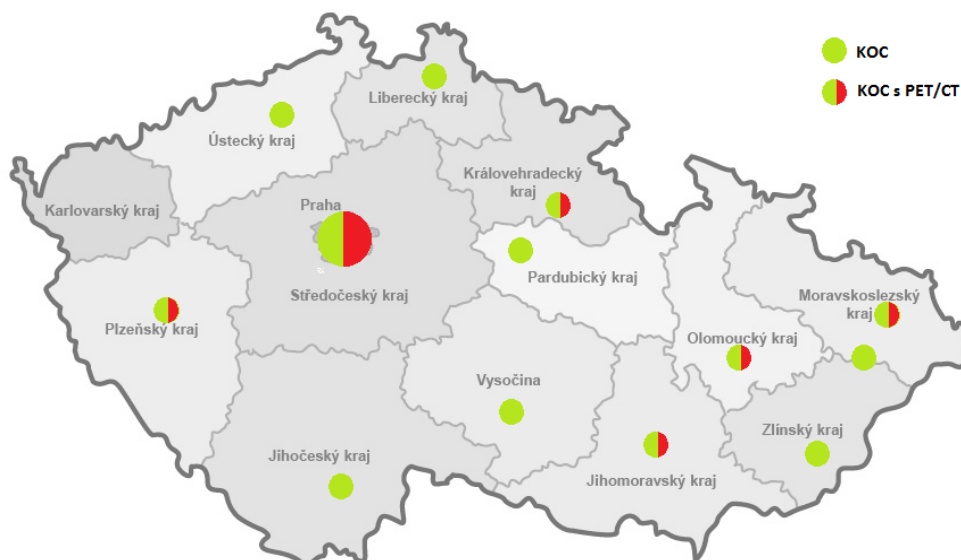 KOC
KOC s PET/CT
Liberecký kraj
Ústecký kraj
Královehradecký
kraj
Karlovarský kraj
Praha
Pardubický kraj
Středočeský kraj
Moravskoslezský
kraj
Plzeňský kraj
Olomoucký kraj
Vysočina
Zlínský kraj
Jihočeský kraj
Jihomoravský kraj